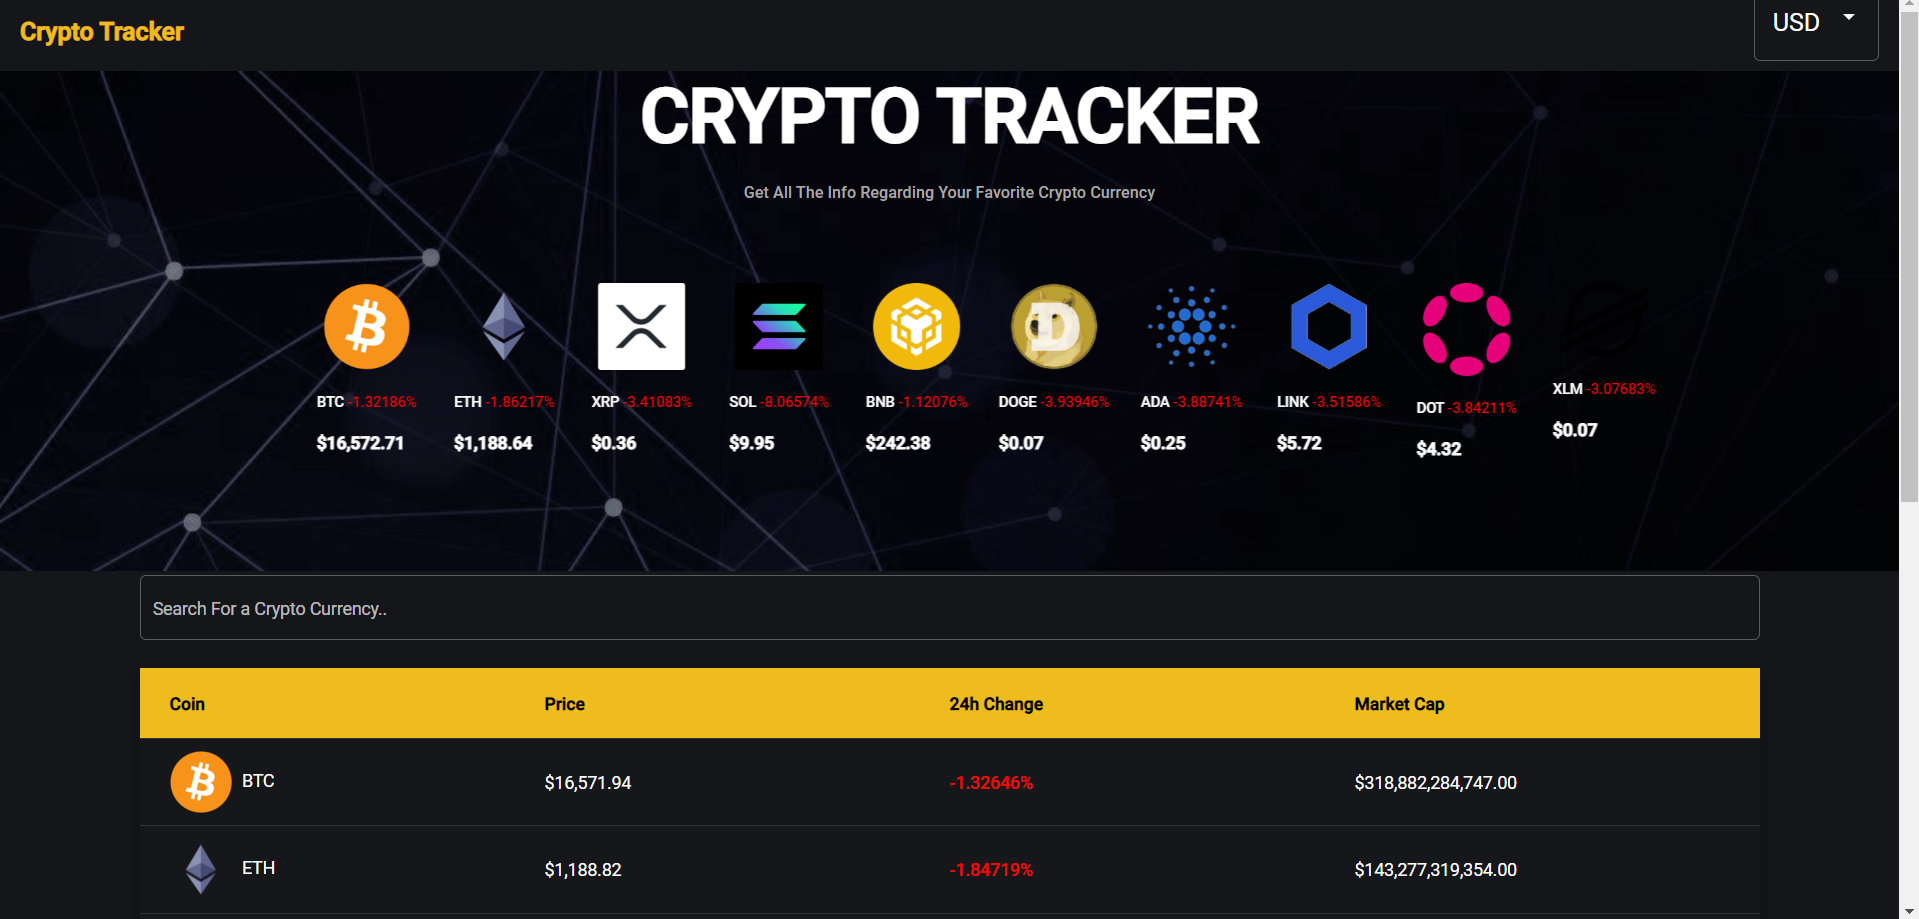 Crypto Tracker
USD
CRYPTO TRACKER
Get All The Info Regarding Your Favorite Crypto Currency
BTC -1.32186% ETH -1.86217% XRP -3.41083% SOL -8.06574% BNB -1.12076% DOGE -3.93946% ADA -3.88741% LINK -3.51586% DOT -3.84211% XLM -3.07683%
$16,572.71 $1,188.64 $0.36 $9.95 $242.38 $0.07 $0.25 $5.72 $4.32 $0.07
Search For a Crypto Currency..
Coin Price 24h Change Market Cap
BTC $16,571.94 -1.32646% $318,882,284,747.00
ETH $1,188.82 -1.84719% $143,277,319,354.00